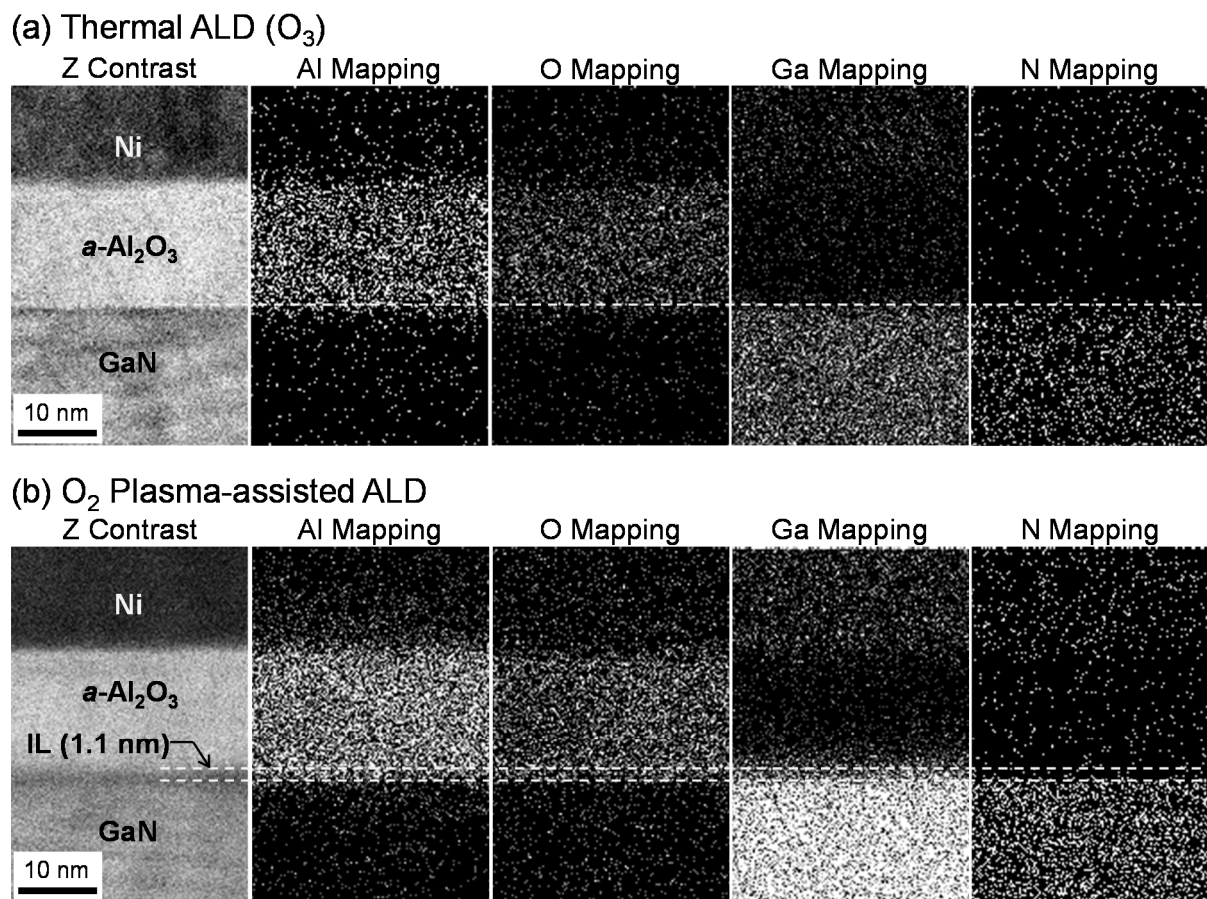 (a) Thermal ALD (O₃)
Z Contrast Al Mapping O Mapping Ga Mapping N Mapping
Ni
a-Al₂O₃
GaN
10 nm
(b) O₂ Plasma-assisted ALD
Z Contrast Al Mapping O Mapping Ga Mapping N Mapping
Ni
a-Al₂O₃
IL (1.1 nm)
GaN
10 nm